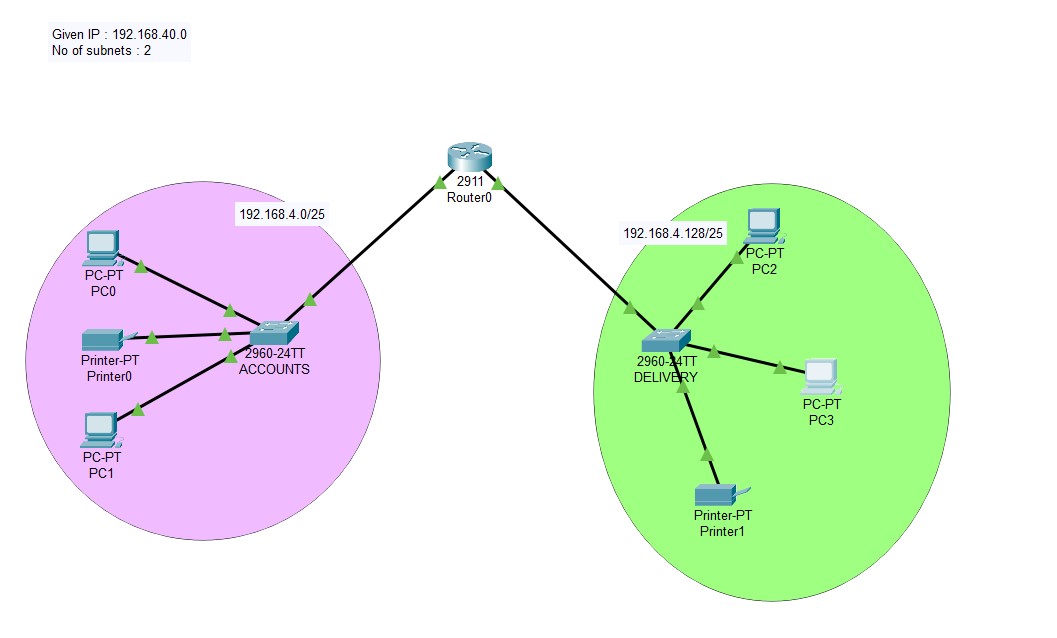 Given IP : 192.168.40.0
No of subnets : 2
2911
Router0
192.168.4.0/25
PC-PT
PC0
Printer-PT
Printer0
2960-24TT
ACCOUNTS
PC-PT
PC1
192.168.4.128/25
PC-PT
PC2
2960-24TT
DELIVERY
PC-PT
PC3
Printer-PT
Printer1